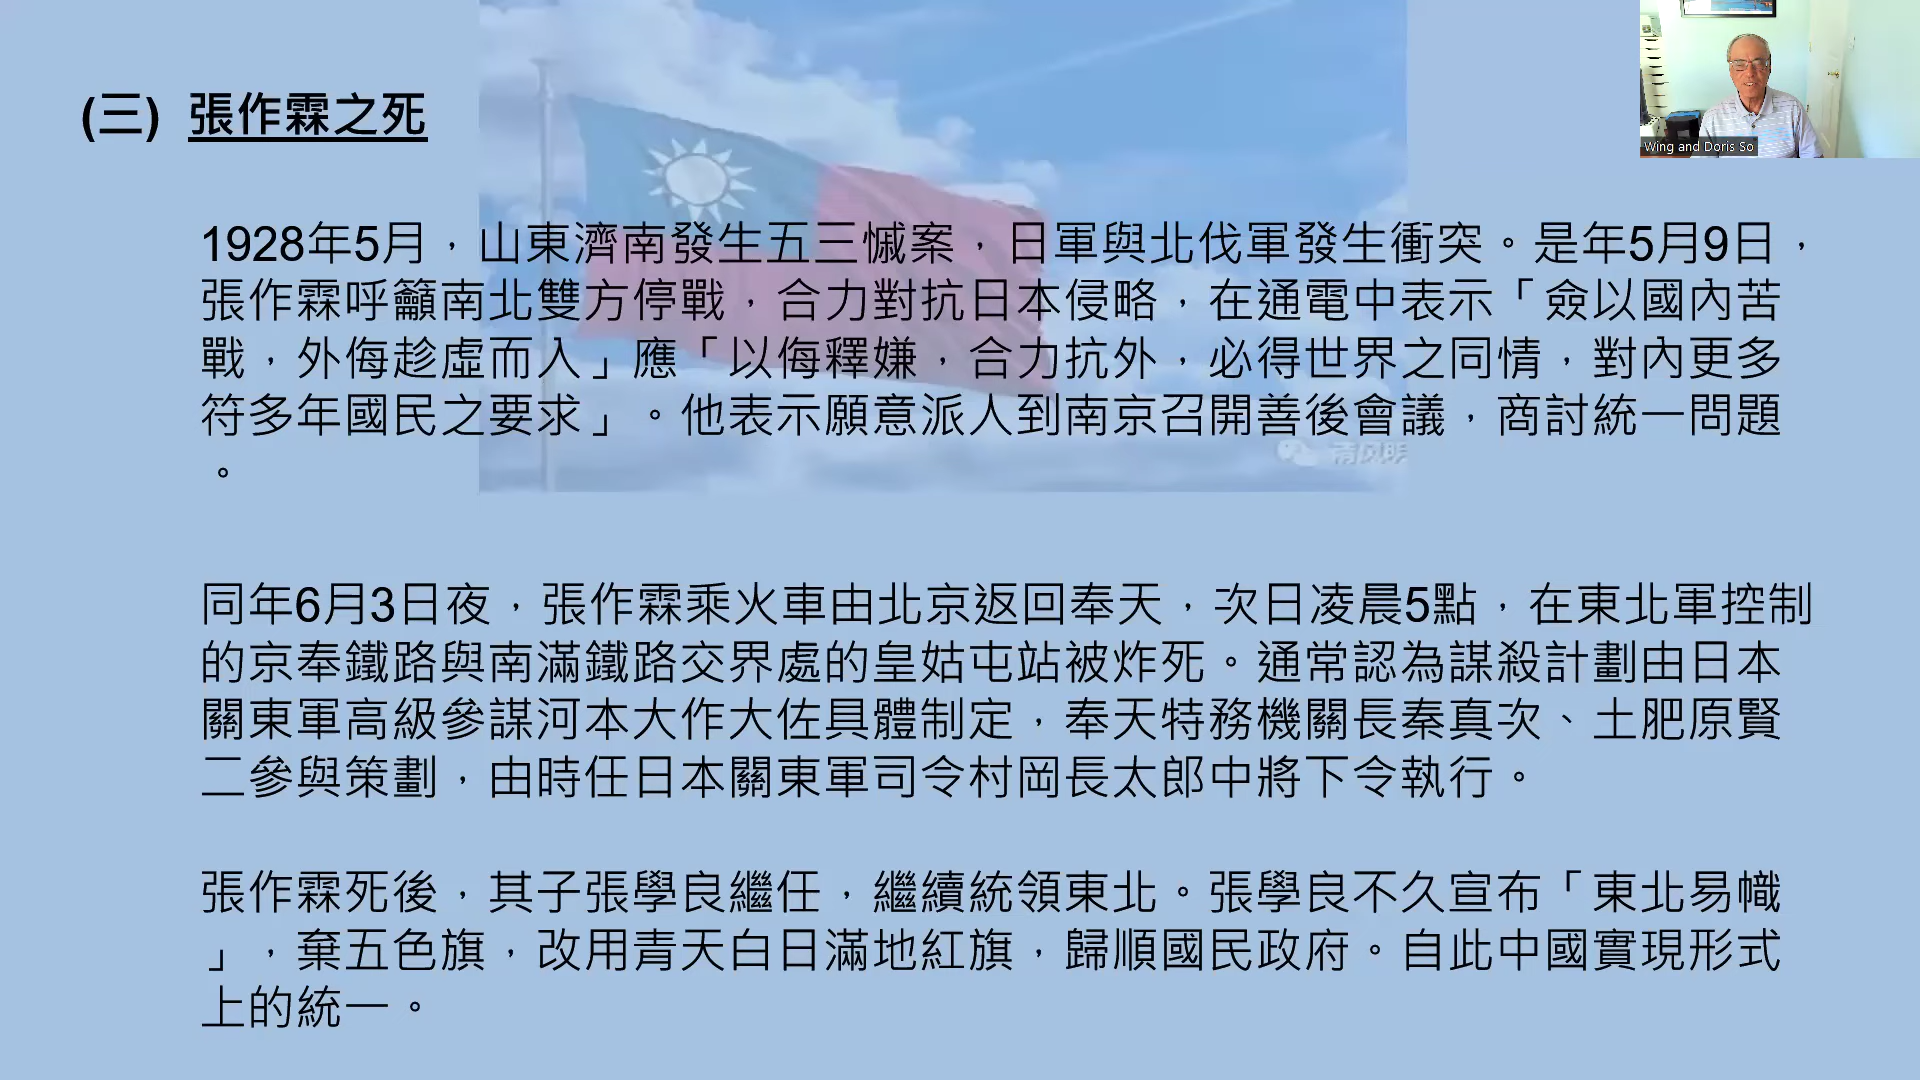 (三) 張作霖之死
Wing and Doris So
1928年5月，山東濟南發生五三慽案，日軍與北伐軍發生衝突。是年5月9日，
張作霖呼籲南北雙方停戰，合力對抗日本侵略，在通電中表示「僉以國內苦
戰，外侮趁虛而入」應「以侮釋嫌，合力抗外，必得世界之同情，對內更多
符多年國民之要求」。他表示願意派人到南京召開善後會議，商討統一問題
。
同年6月3日夜，張作霖乘火車由北京返回奉天，次日凌晨5點，在東北軍控制
的京奉鐵路與南滿鐵路交界處的皇姑屯站被炸死。通常認為謀殺計劃由日本
關東軍高級參謀河本大作大佐具體制定，奉天特務機關長秦真次、土肥原賢
二參與策劃，由時任日本關東軍司令村岡長太郎中將下令執行。
張作霖死後，其子張學良繼任，繼續統領東北。張學良不久宣布「東北易幟
」，棄五色旗，改用青天白日滿地紅旗，歸順國民政府。自此中國實現形式
上的統一。